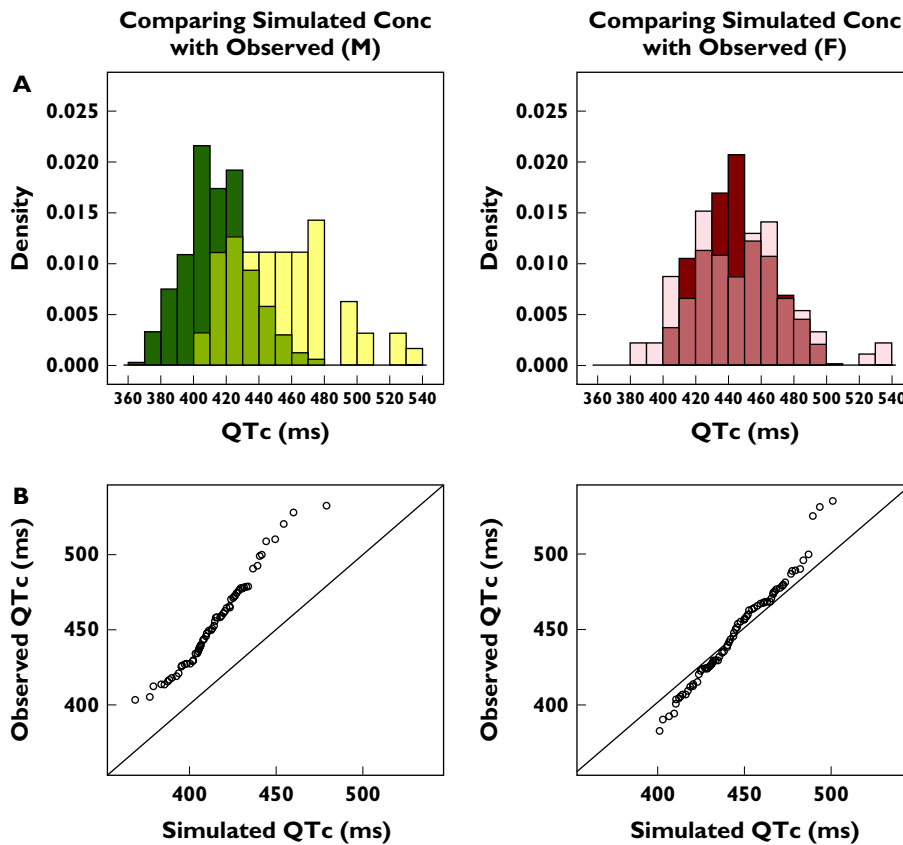 Comparing Simulated Conc
with Observed (M)
Comparing Simulated Conc
with Observed (F)
A
Density
0.025
0.020
0.015
0.010
0.005
0.000
360 380 400 420 440 460 480 500 520 540
QTc (ms)
Density
0.025
0.020
0.015
0.010
0.005
0.000
360 380 400 420 440 460 480 500 520 540
QTc (ms)
B
Observed QTc (ms)
500
450
400
400 450 500
Simulated QTc (ms)
Observed QTc (ms)
500
450
400
400 450 500
Simulated QTc (ms)